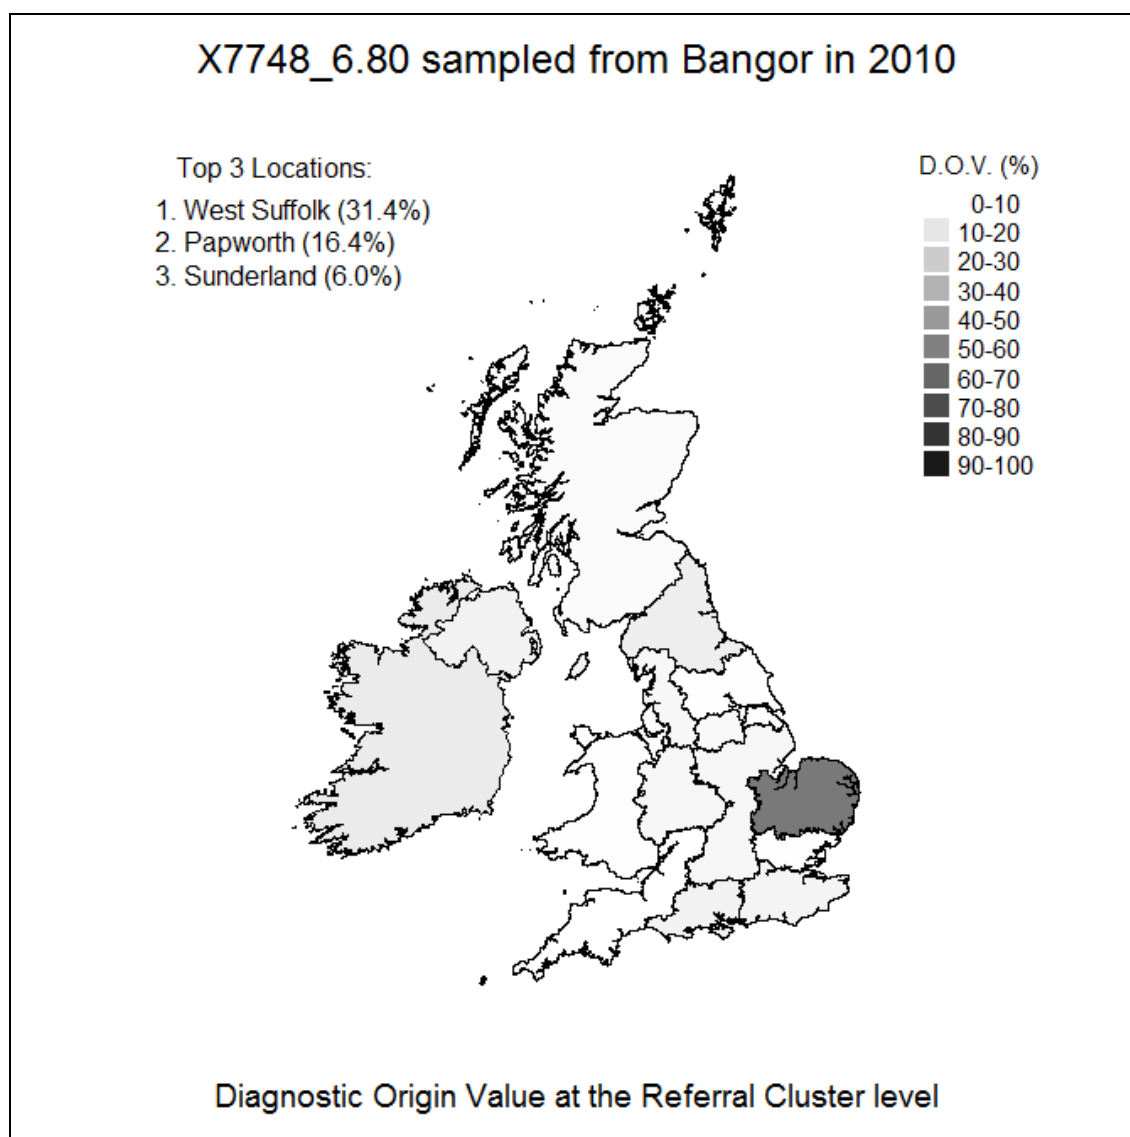 X7748_6.80 sampled from Bangor in 2010
Top 3 Locations:
1. West Suffolk (31.4%)
2. Papworth (16.4%)
3. Sunderland (6.0%)
D.O.V. (%)
0-10
10-20
20-30
30-40
40-50
50-60
60-70
70-80
80-90
90-100
Diagnostic Origin Value at the Referral Cluster level